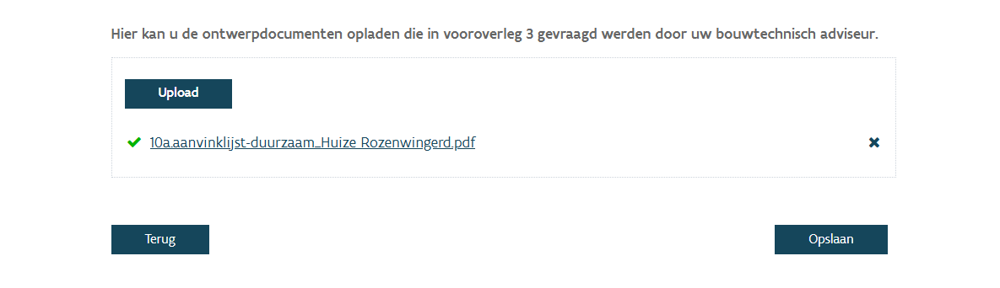 Hier kan u de ontwerpdocumenten opladen die in vooroverleg 3 gevraagd werden door uw bouwtechnisch adviseur.
Upload
10a.aanvinklijst-duurzaam_Huize Rozenwingerd.pdf
Terug
Opslaan